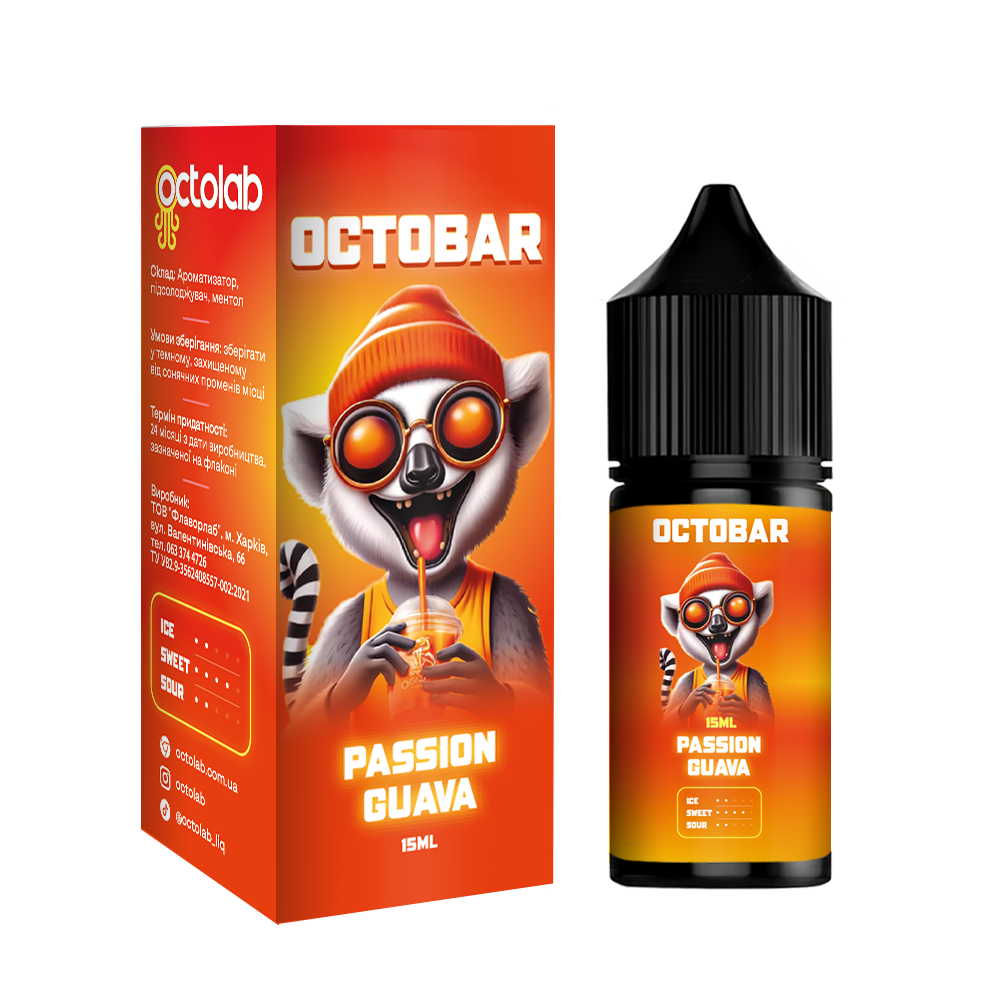 octolab
Склад: Ароматизатор,
підсолоджувач, ментол
Умови зберігання: зберігати
у темному, захищеному
від сонячних променів місці
Термін придатності:
24 місяці з дати виробництва,
зазначеної на флаконі
Виробник:
ТОВ "Флаворлаб", м. Харків,
вул. Валентинівська, 66
тел. 063 374 4726
ТУ У82.9-3562408557-002:2021
ICE
SWEET
SOUR
octolab.com.ua
octolab
@octolab_liq
OCTOBAR
PASSION
GUAVA
15ML
OCTOBAR
15ML
PASSION
GUAVA
ICE
SWEET
SOUR